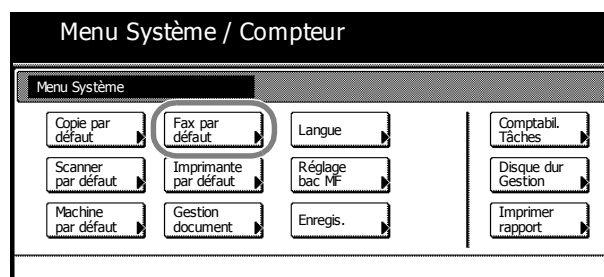 Menu Système / Compteur
Menu Système
Copie par
défaut
Fax par
défaut
Langue
Comptabil.
Tâches
Scanner
par défaut
Imprimante
par défaut
Réglage
bac MF
Disque dur
Gestion
Machine
par défaut
Gestion
document
Enregis.
Imprimer
rapport